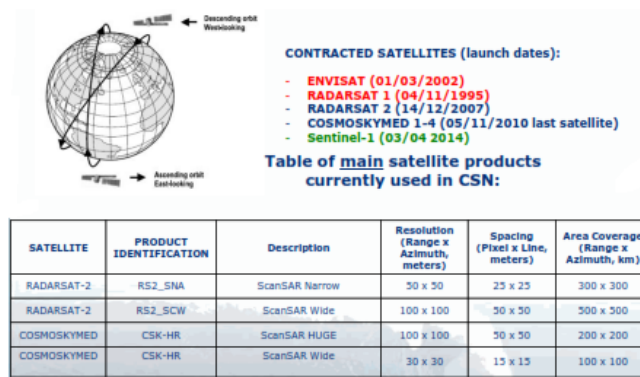 Descending orbit
Westlooking
CONTRACTED SATELLITES (launch dates):
- ENVISAT (01/03/2002)
- RADARSAT 1 (04/11/1995)
- RADARSAT 2 (14/12/2007)
- COSMOSKYMED 1-4 (05/11/2010 last satellite)
- Sentinel-1 (03/04 2014)
Ascending orbit
East-looking
Table of main satellite products
currently used in CSN:
SATELLITE PRODUCT IDENTIFICATION Description Resolution (Range x Azimuth, meters) Spacing (Pixel x Line, meters) Area Coverage (Range x Azimuth, km)
RADARSAT-2 RS2_SNA ScanSAR Narrow 50 x 50 25 x 25 300 x 300
RADARSAT-2 RS2_SCW ScanSAR Wide 100 x 100 50 x 50 500 x 500
COSMOSKYMED CSK-HR ScanSAR HUGE 100 x 100 50 x 50 200 x 200
COSMOSKYMED CSK-HR ScanSAR Wide 30 x 30 15 x 15 100 x 100